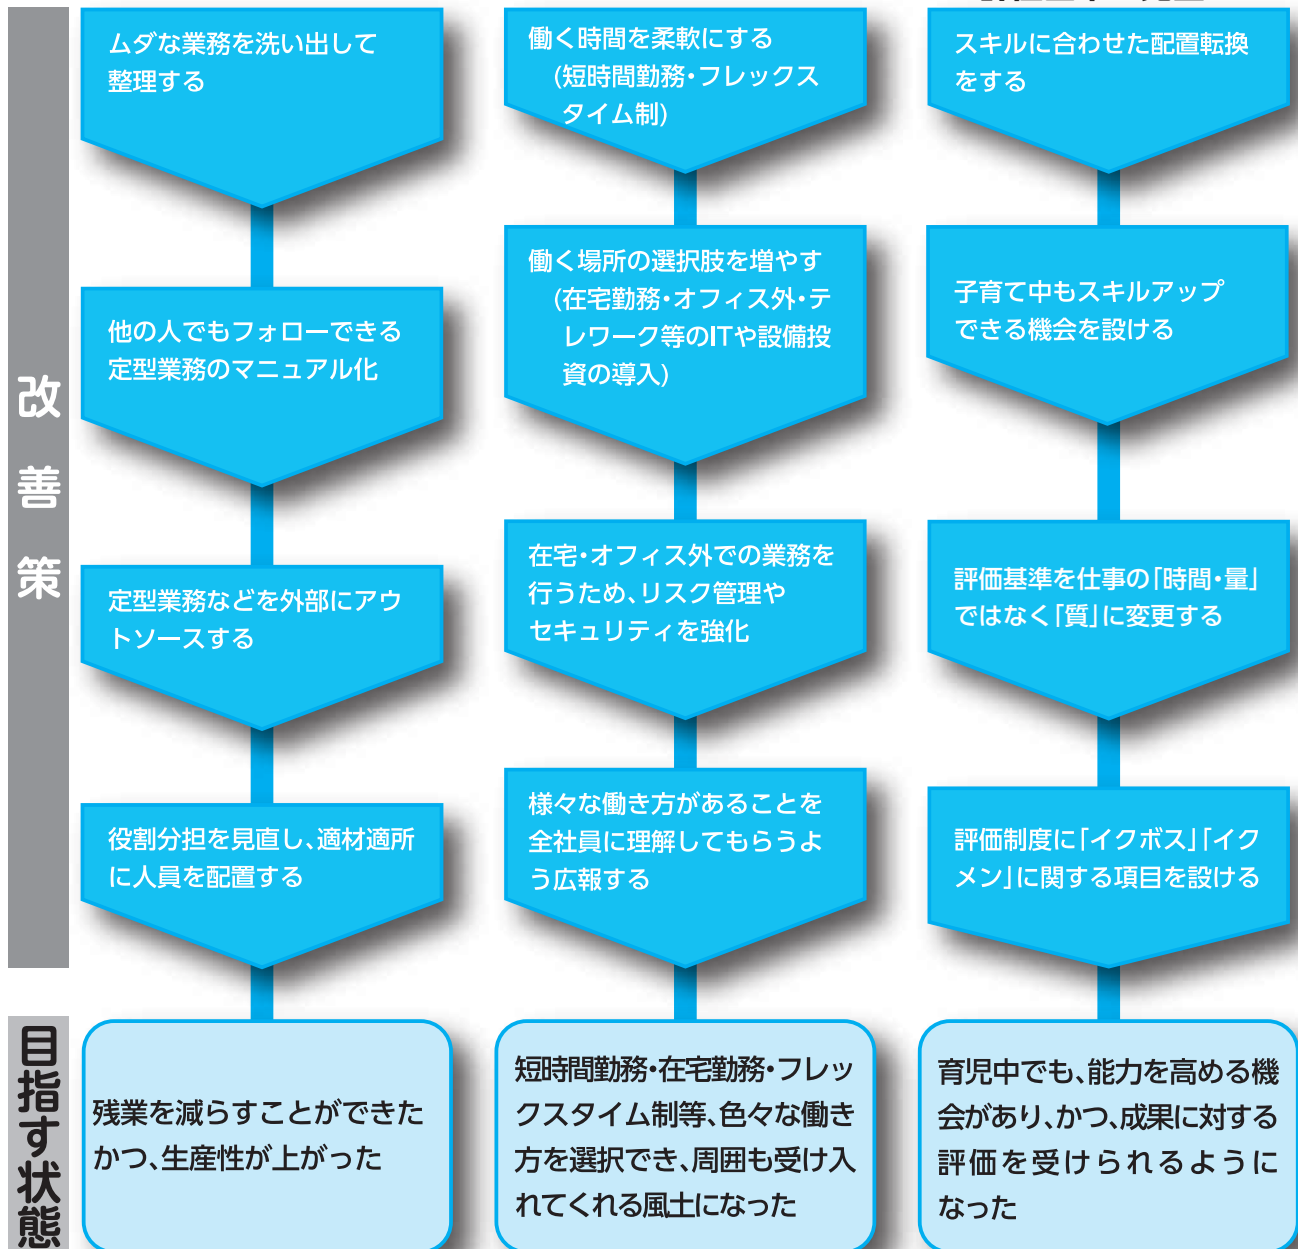 ムダな業務を洗い出して
整理する
他の人でもフォローできる
定型業務のマニュアル化
定型業務などを外部にアウ
トソースする
役割分担を見直し、適材適所
に人員を配置する
働く時間を柔軟にする
(短時間勤務・フレックス
タイム制)
働く場所の選択肢を増やす
(在宅勤務・オフィス外・テ
レワーク等のITや設備投
資の導入)
在宅・オフィス外での業務を
行うため、リスク管理や
セキュリティを強化
様々な働き方があることを
全社員に理解してもらうよ
う広報する
スキルに合わせた配置転換
をする
子育て中もスキルアップ
できる機会を設ける
評価基準を仕事の「時間・量」
ではなく「質」に変更する
評価制度に「イクボス」「イク
メン」に関する項目を設ける
改善策
目指す状態
残業を減らすことができた
かつ、生産性が上がった
短時間勤務・在宅勤務・フレッ
クスタイム制等、色々な働き
方を選択でき、周囲も受け入
れてくれる風土になった
育児中でも、能力を高める機
会があり、かつ、成果に対する
評価を受けられるように
なった